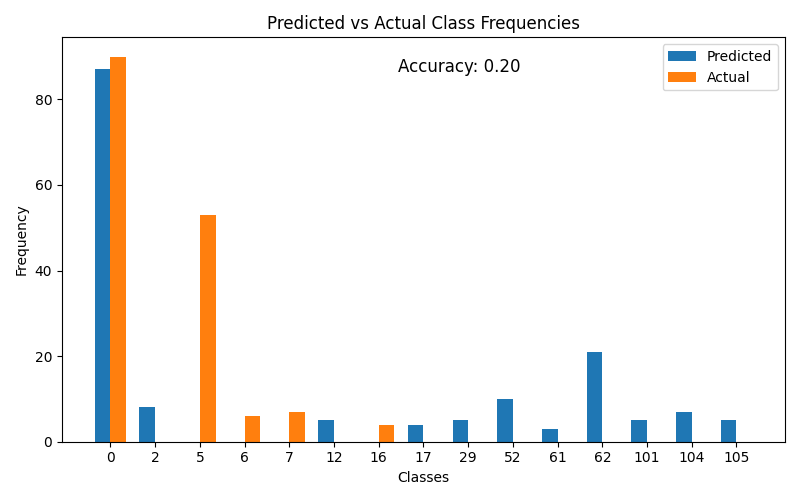 Predicted vs Actual Class Frequencies
Accuracy: 0.20
Predicted
Actual
Frequency
80
60
40
20
0
0 2 5 6 7 12 16 17 29 52 61 62 101 104 105
Classes